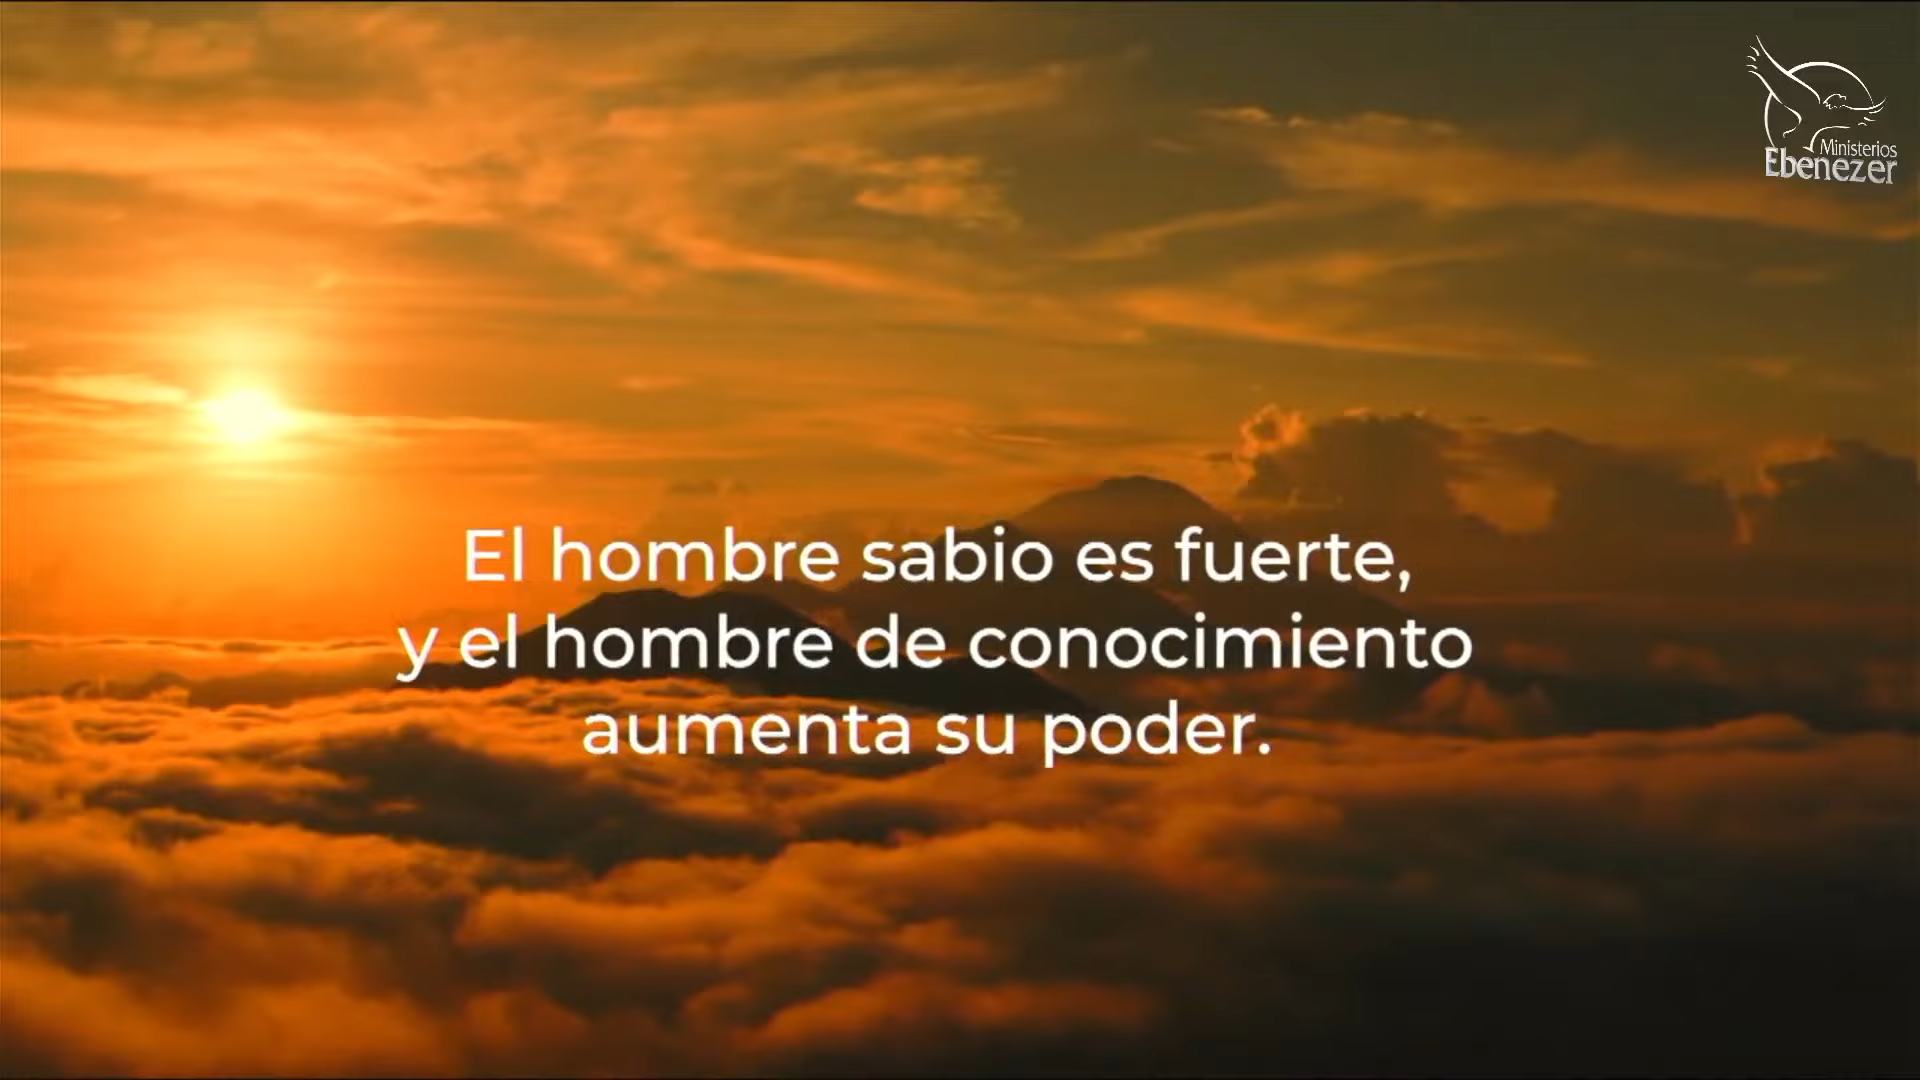 Ministerios
Ebenezer
El hombre sabio es fuerte,
y el hombre de conocimiento
aumenta su poder.